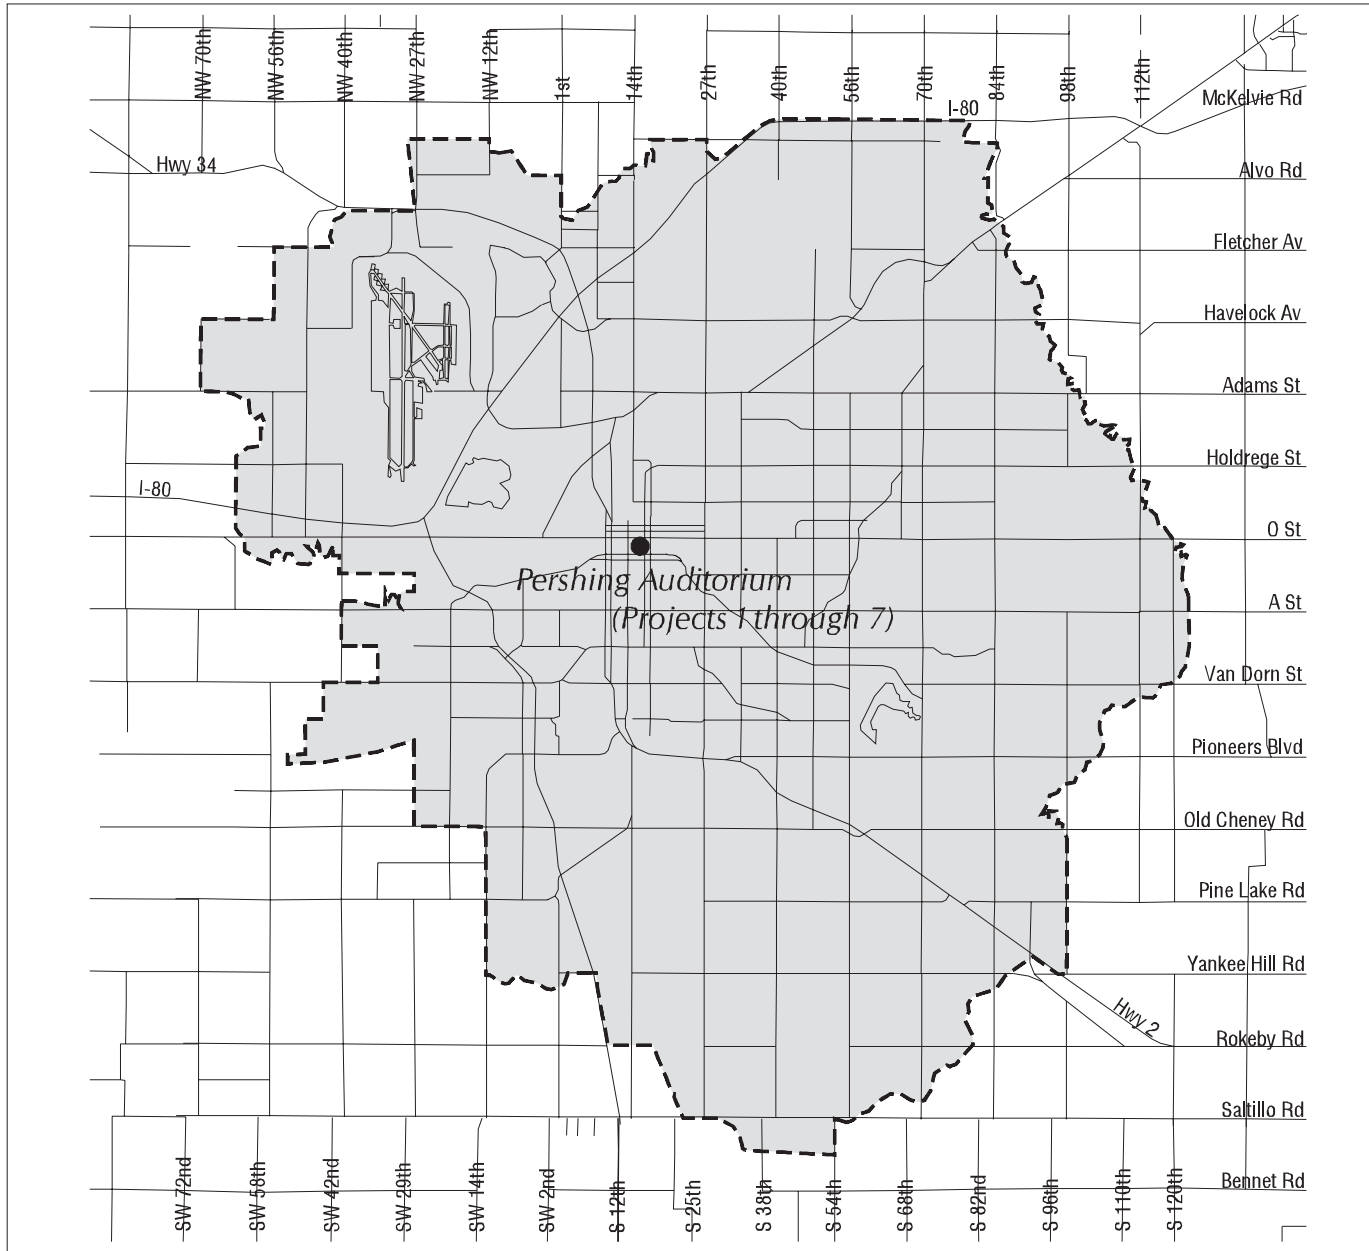 NW 70th
NW 56th
NW 40th
NW 27th
NW 12th
1st
14th
27th
40th
56th
70th
84th
98th
112th
McKelvie Rd
I-80
Hwy 34
Alvo Rd
Fletcher Av
Havelock Av
Adams St
Holdrege St
I-80
O St
Pershing Auditorium
(Projects 1 through 7)
A St
Van Dorn St
Pioneers Blvd
Old Cheney Rd
Pine Lake Rd
Yankee Hill Rd
Hwy 2
Rokeby Rd
Saltillo Rd
Bennet Rd
SW 72nd
SW 58th
SW 42nd
SW 29th
SW 14th
SW 2nd
S 12th
S 25th
S 38th
S 54th
S 68th
S 82nd
S 96th
S 110th
S 120th